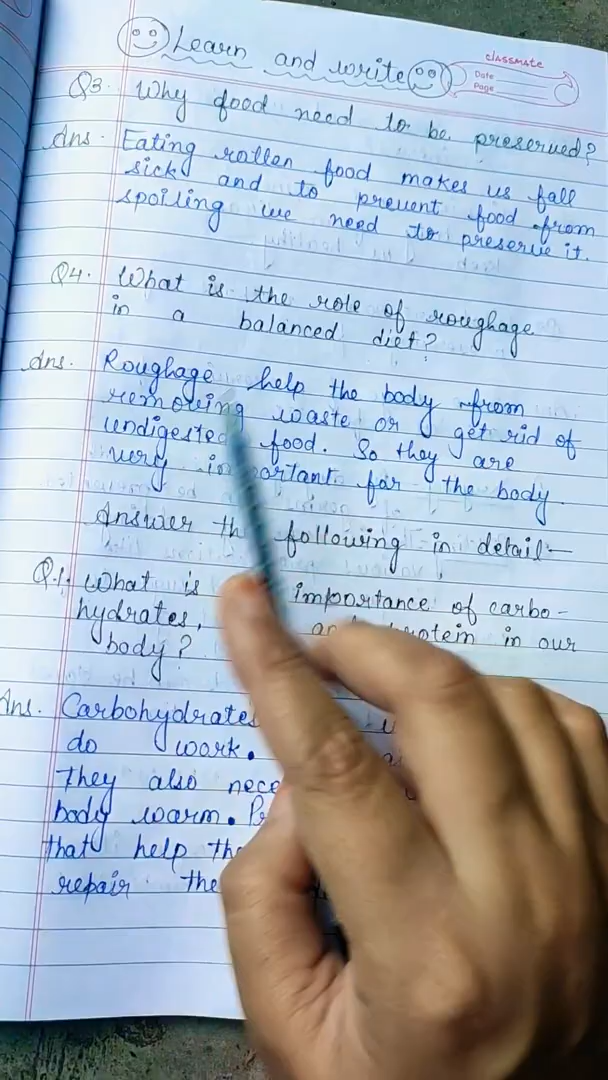 Learn and write
classmate
Date
Page
Q3. Why food need to be preserved?
Ans. Eating rotten food makes us fall
sick and to prevent food from
spoiling we need to preserve it.
Q4. What is the role of roughage
in a balanced diet?
Ans. Roughage help the body from
removing waste or get rid of
undigested food. So they are
very important for the body.
Answer the following in detail-
Q.1. What is importance of carbo-
hydrates, and protein in our
body?
Ans. Carbohydrates
do work.
They also
body warm.
that help the
repair the